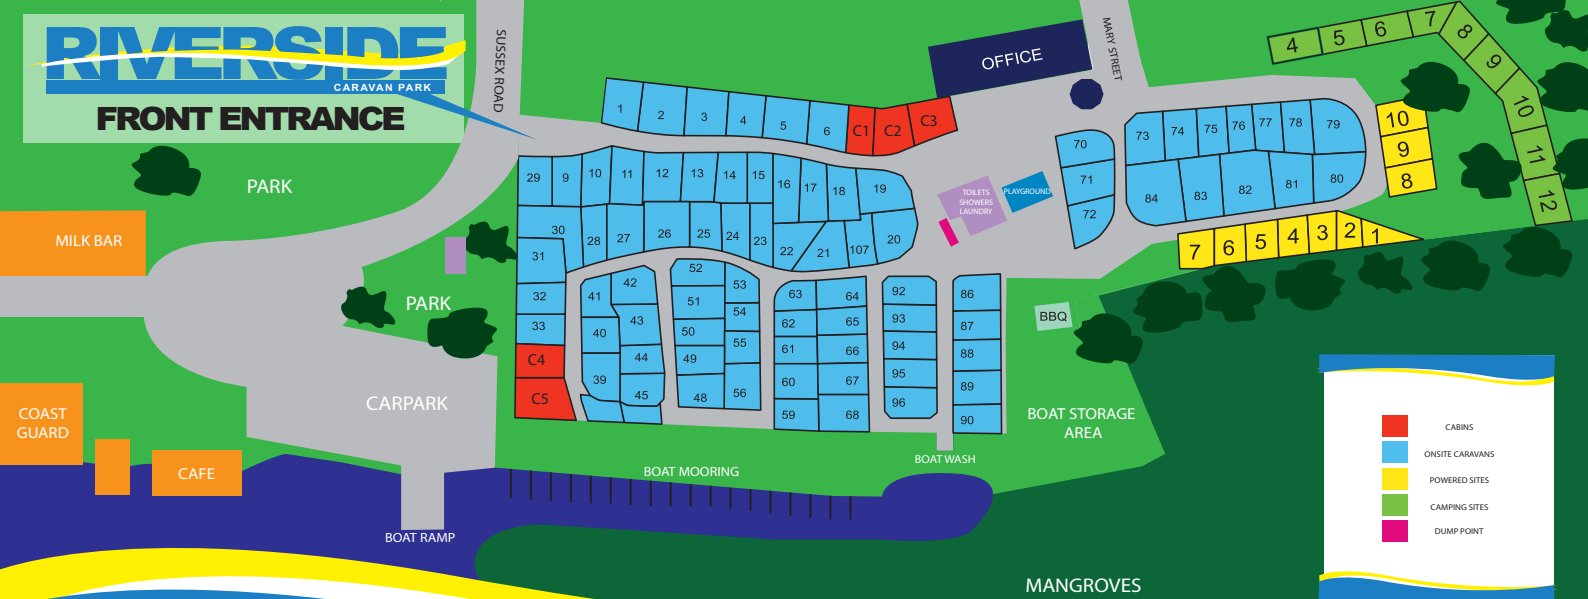 RIVERSIDE
CARAVAN PARK
FRONT ENTRANCE
SUSSEX ROAD
MARY STREET
OFFICE
PARK
MILK BAR
PARK
CARPARK
COAST
GUARD
CAFE
BOAT RAMP
BOAT MOORING
BOAT WASH
BOAT STORAGE
AREA
BBQ
MANGROVES
TOILETS
SHOWERS
LAUNDRY
PLAYGROUND
1 2 3 4 5 6 C1 C2 C3
29 9 10 11 12 13 14 15 16 17 18 19
30 28 27 26 25 24 23 22 21 107 20
31
32
33
C4
C5
41 42
40 43
39 44
45
52 53
51 54
50 55
49 56
48
63 64
62 65
61 66
60 67
59 68
92
93
94
95
96
86
87
88
89
90
70
71
72
73 74 75 76 77 78 79
84 83 82 81 80
10
9
8
7 6 5 4 3 2 1
4 5 6 7 8 9 10 11 12
CABINS
ONSITE CARAVANS
POWERED SITES
CAMPING SITES
DUMP POINT